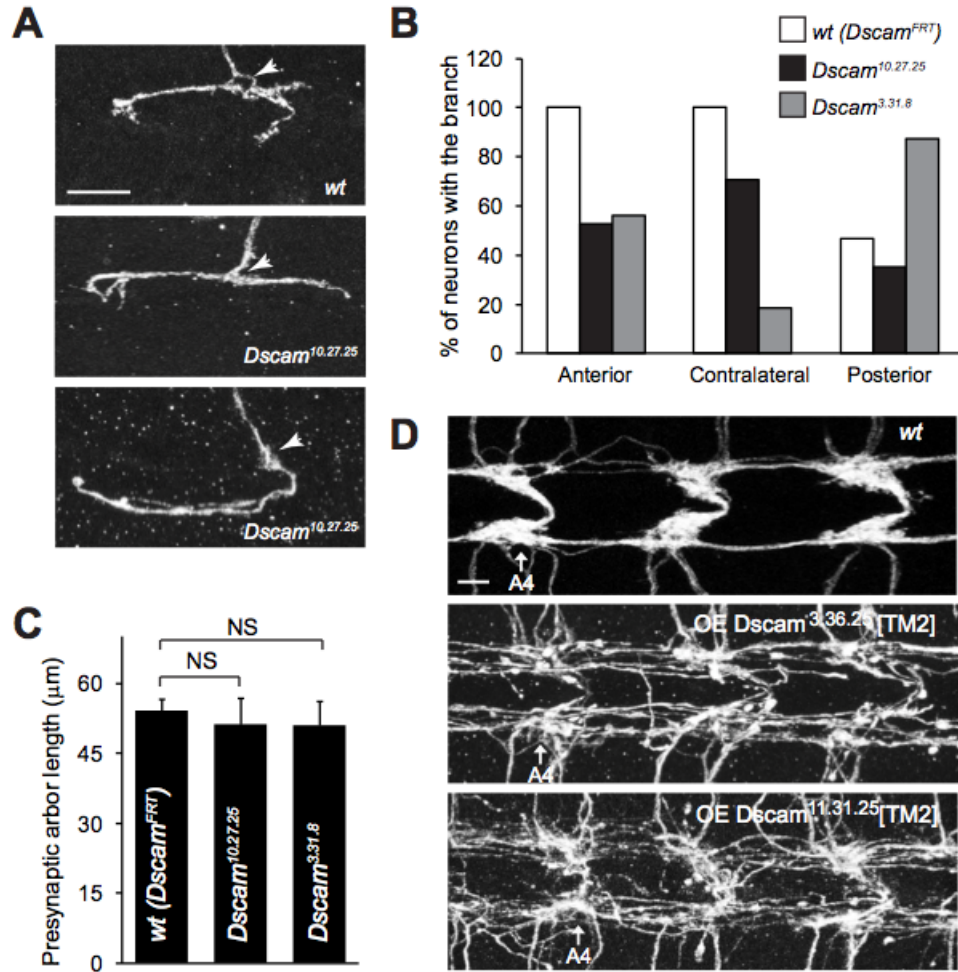 A
wt
Dscam10.27.25
Dscam10.27.25
B
wt (DscamFRT)
Dscam10.27.25
Dscam3.31.8
% of neurons with the branch
120
100
80
60
40
20
0
Anterior
Contralateral
Posterior
C
NS
NS
Presynaptic arbor length (μm)
60
45
30
15
0
wt (DscamFRT)
Dscam10.27.25
Dscam3.31.8
D
wt
A4
OE Dscam3.36.25[TM2]
A4
OE Dscam11.31.25[TM2]
A4